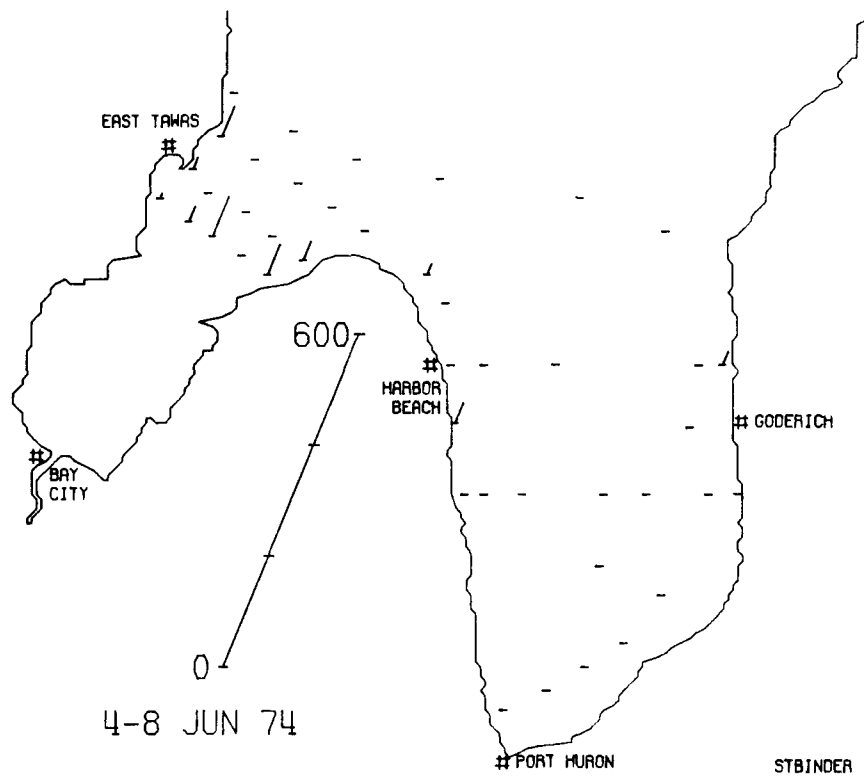 EAST TAWAS
600
HARBOR
BEACH
GODERICH
BAY
CITY
0
4-8 JUN 74
PORT HURON
STBINDER